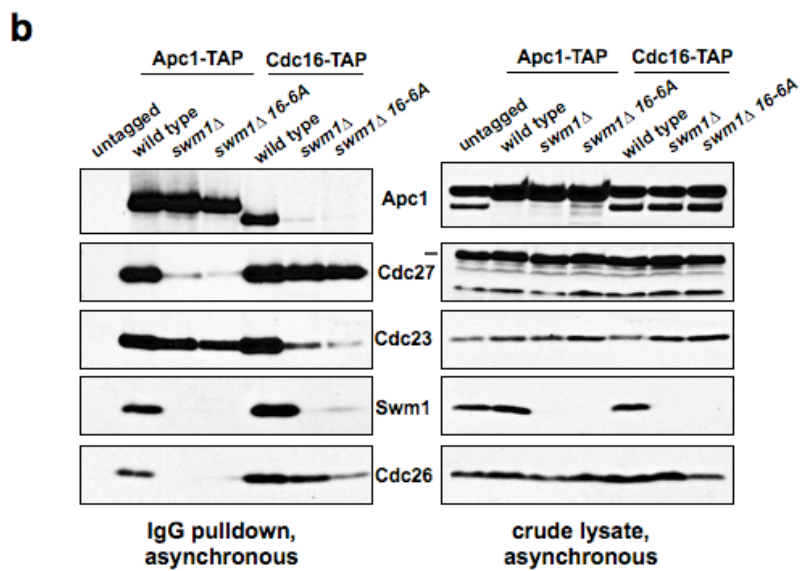 b
Apc1-TAP Cdc16-TAP Apc1-TAP Cdc16-TAP
untagged wild type swm1Δ swm1Δ 16-6A wild type swm1Δ swm1Δ 16-6A untagged wild type swm1Δ swm1Δ 16-6A wild type swm1Δ swm1Δ 16-6A
Apc1
Cdc27
Cdc23
Swm1
Cdc26
IgG pulldown,
asynchronous
crude lysate,
asynchronous